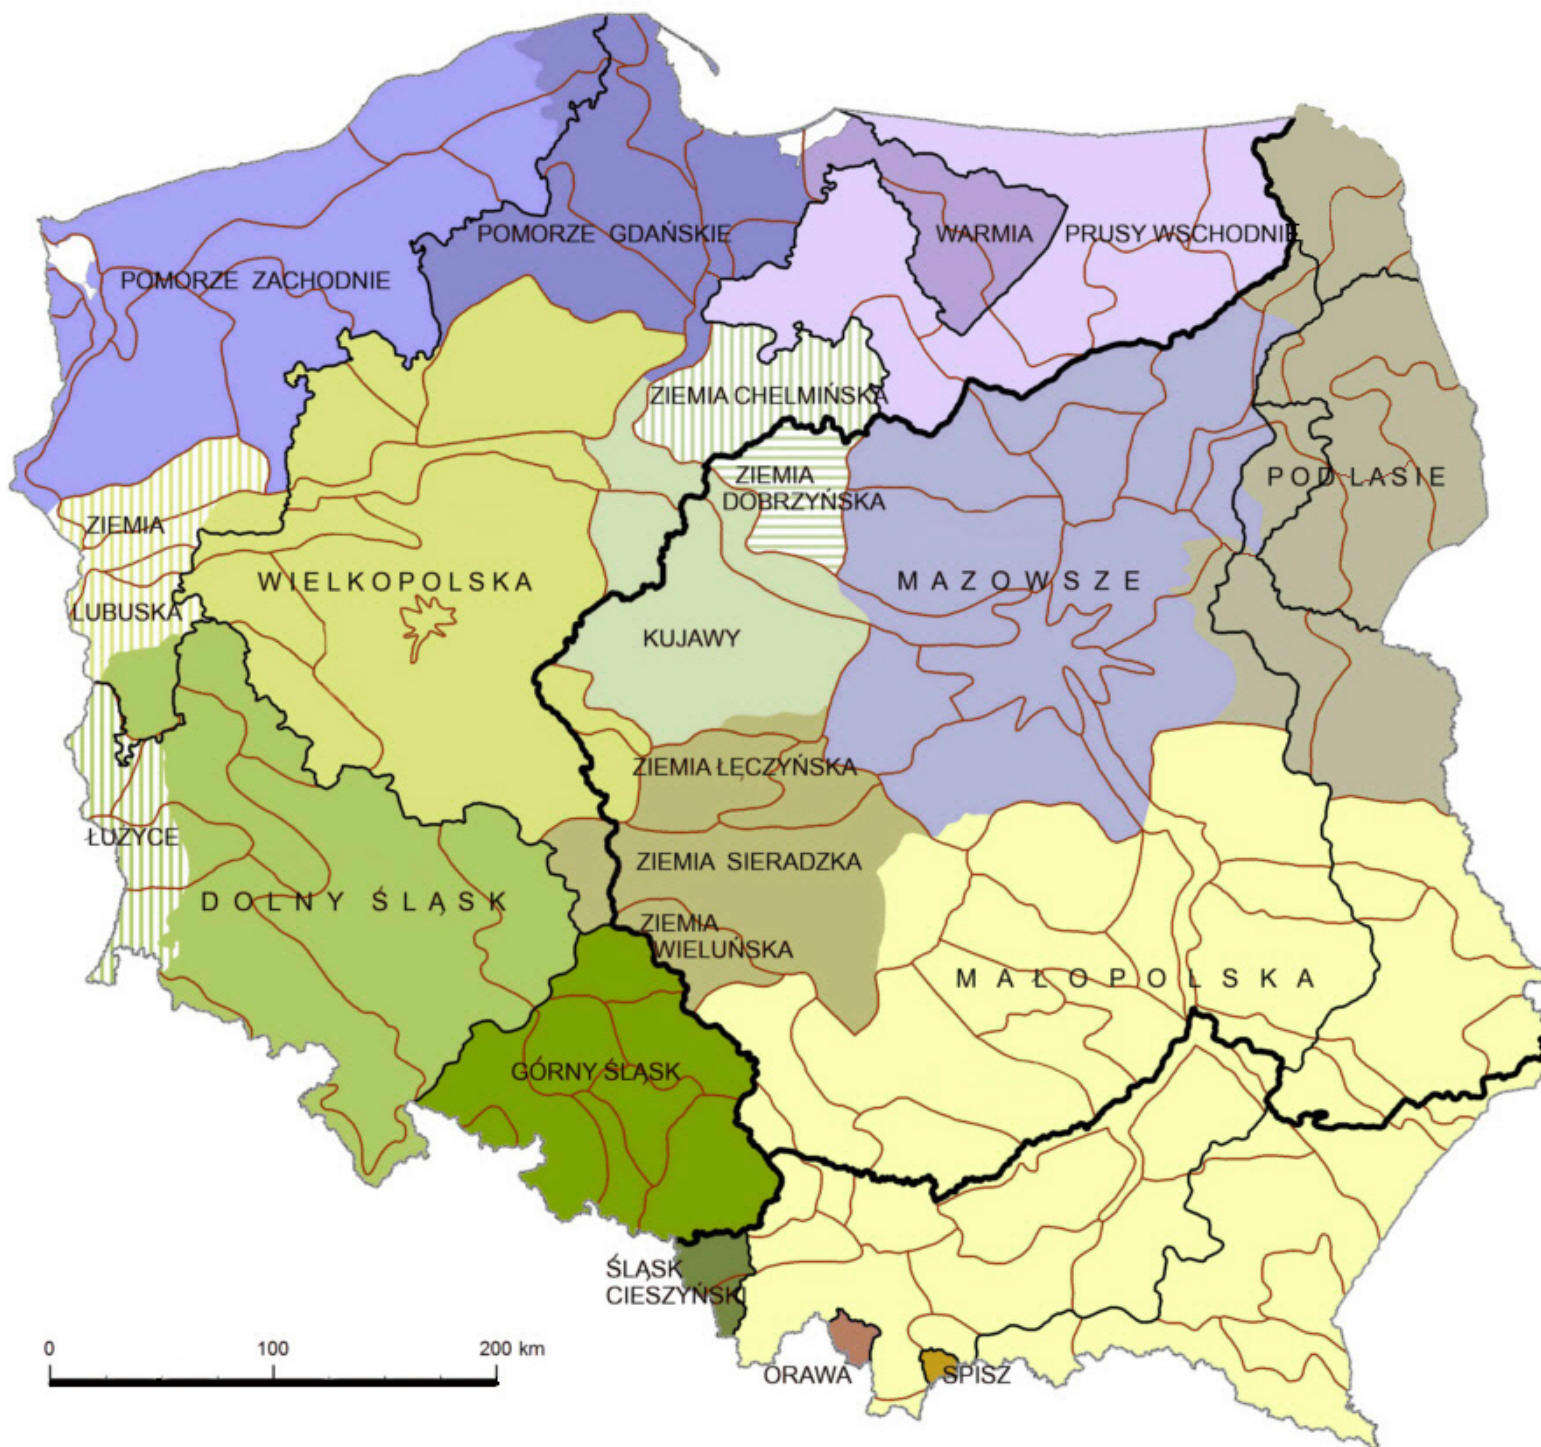 POMORZE GDAŃSKIE
WARMIA
PRUSY WSCHODNIE
POMORZE ZACHODNIE
ZIEMIA CHELMIŃSKA
ZIEMIA
DOBRZYŃSKA
PODLASIE
ZIEMIA
LUBUSKA
WIELKOPOLSKA
MAZOWSZE
KUJAWY
ZIEMIA ŁĘCZYŃSKA
ŁUŻYCE
ZIEMIA SIERADZKA
DOLNY ŚLĄSK
ZIEMIA
WIELUŃSKA
MAŁOPOLSKA
GÓRNY ŚLĄSK
ŚLĄSK
CIESZYŃSKI
ORAWA
SPISZ
0 100 200 km